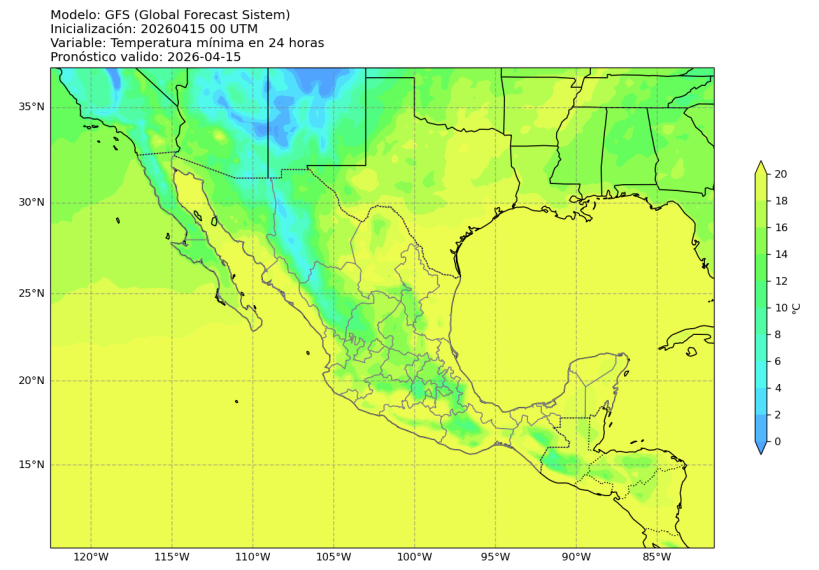 Modelo: GFS (Global Forecast Sistem)
Inicialización: 20260415 00 UTM
Variable: Temperatura mínima en 24 horas
Pronóstico valido: 2026-04-15
35°N
30°N
25°N
20°N
15°N
120°W 115°W 110°W 105°W 100°W 95°W 90°W 85°W
20
18
16
14
12
10
8
6
4
2
0
°C